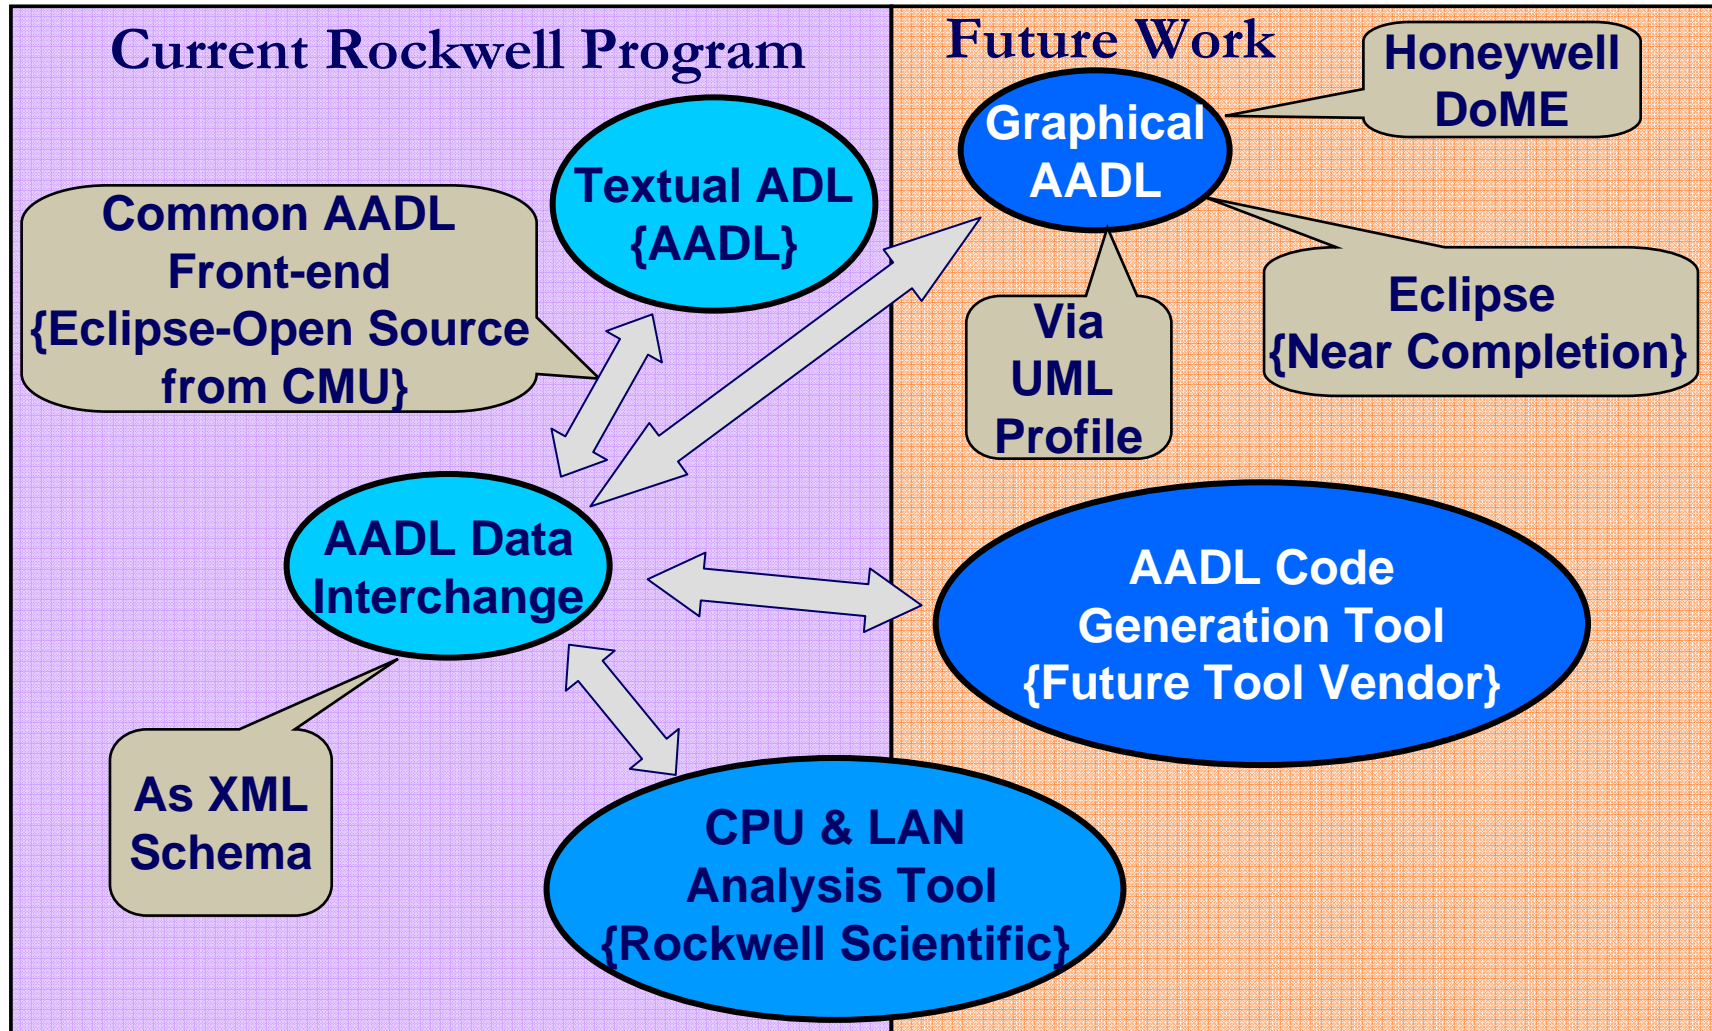 Current Rockwell Program
Future Work
Honeywell
DoME
Graphical
AADL
Textual ADL
{AADL}
Common AADL
Front-end
{Eclipse-Open Source
from CMU}
Eclipse
{Near Completion}
Via
UML
Profile
AADL Data
Interchange
AADL Code
Generation Tool
{Future Tool Vendor}
As XML
Schema
CPU & LAN
Analysis Tool
{Rockwell Scientific}